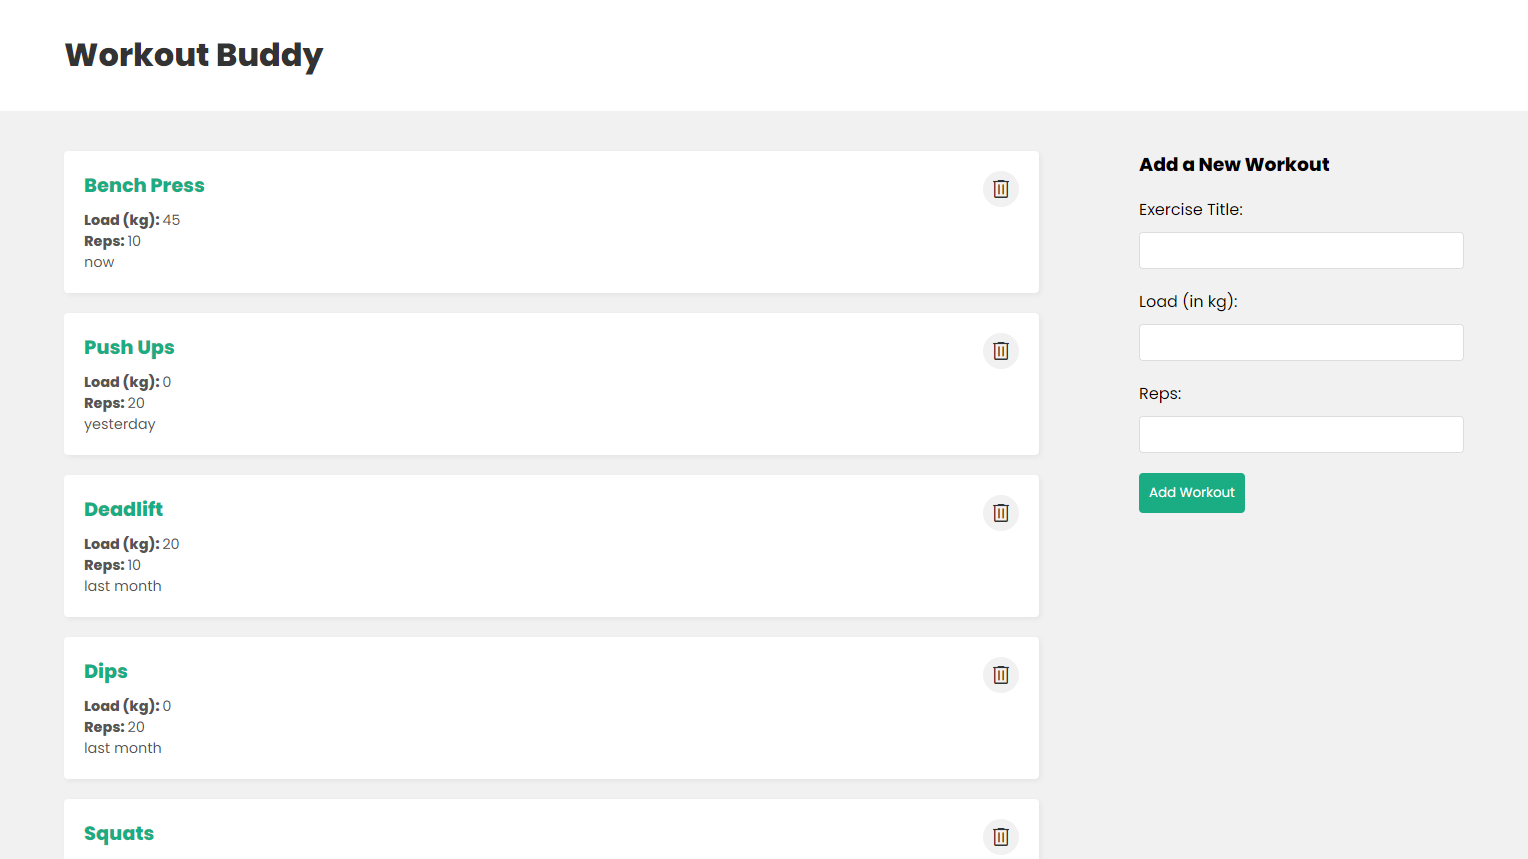 Workout Buddy
Bench Press
Load (kg): 45
Reps: 10
now
Push Ups
Load (kg): 0
Reps: 20
yesterday
Deadlift
Load (kg): 20
Reps: 10
last month
Dips
Load (kg): 0
Reps: 20
last month
Squats
Add a New Workout
Exercise Title:
Load (in kg):
Reps:
Add Workout